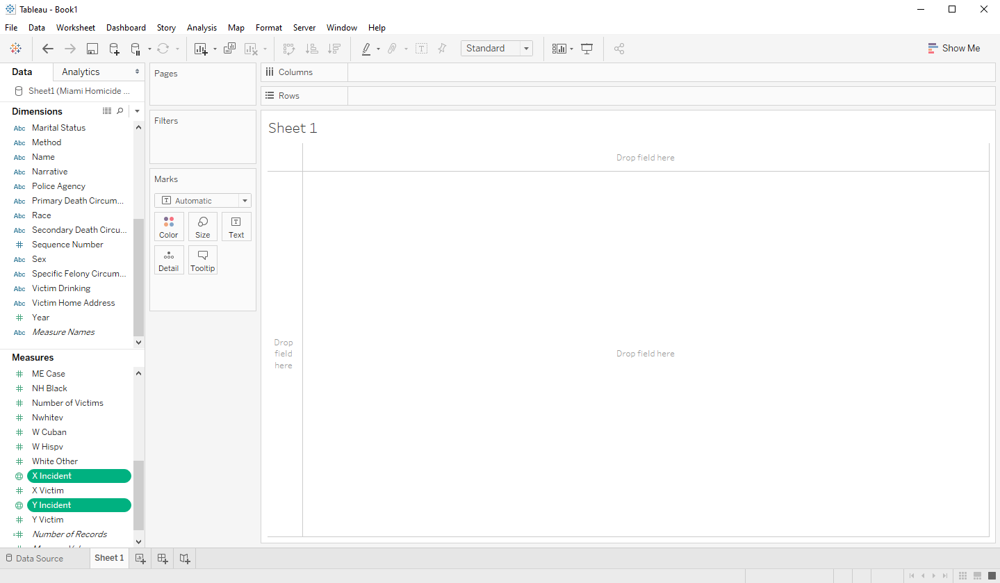 Tableau - Book1
File Data Worksheet Dashboard Story Analysis Map Format Server Window Help
Standard
Show Me
Data Analytics
Sheet1 (Miami Homicide ...
Dimensions
Abc Marital Status
Abc Method
Abc Name
Abc Narrative
Abc Police Agency
Abc Primary Death Circum...
Abc Race
Abc Secondary Death Circu...
# Sequence Number
Abc Sex
Abc Specific Felony Circum...
Abc Victim Drinking
Abc Victim Home Address
# Year
Abc Measure Names
Measures
# ME Case
# NH Black
# Number of Victims
# Nwhitev
# W Cuban
# W Hispv
# White Other
X Incident
# X Victim
Y Incident
# Y Victim
=# Number of Records
Pages
Filters
Marks
T Automatic
Color Size Text
Detail Tooltip
Columns
Rows
Sheet 1
Drop field here
Drop
field
here
Drop field here
Data Source Sheet 1